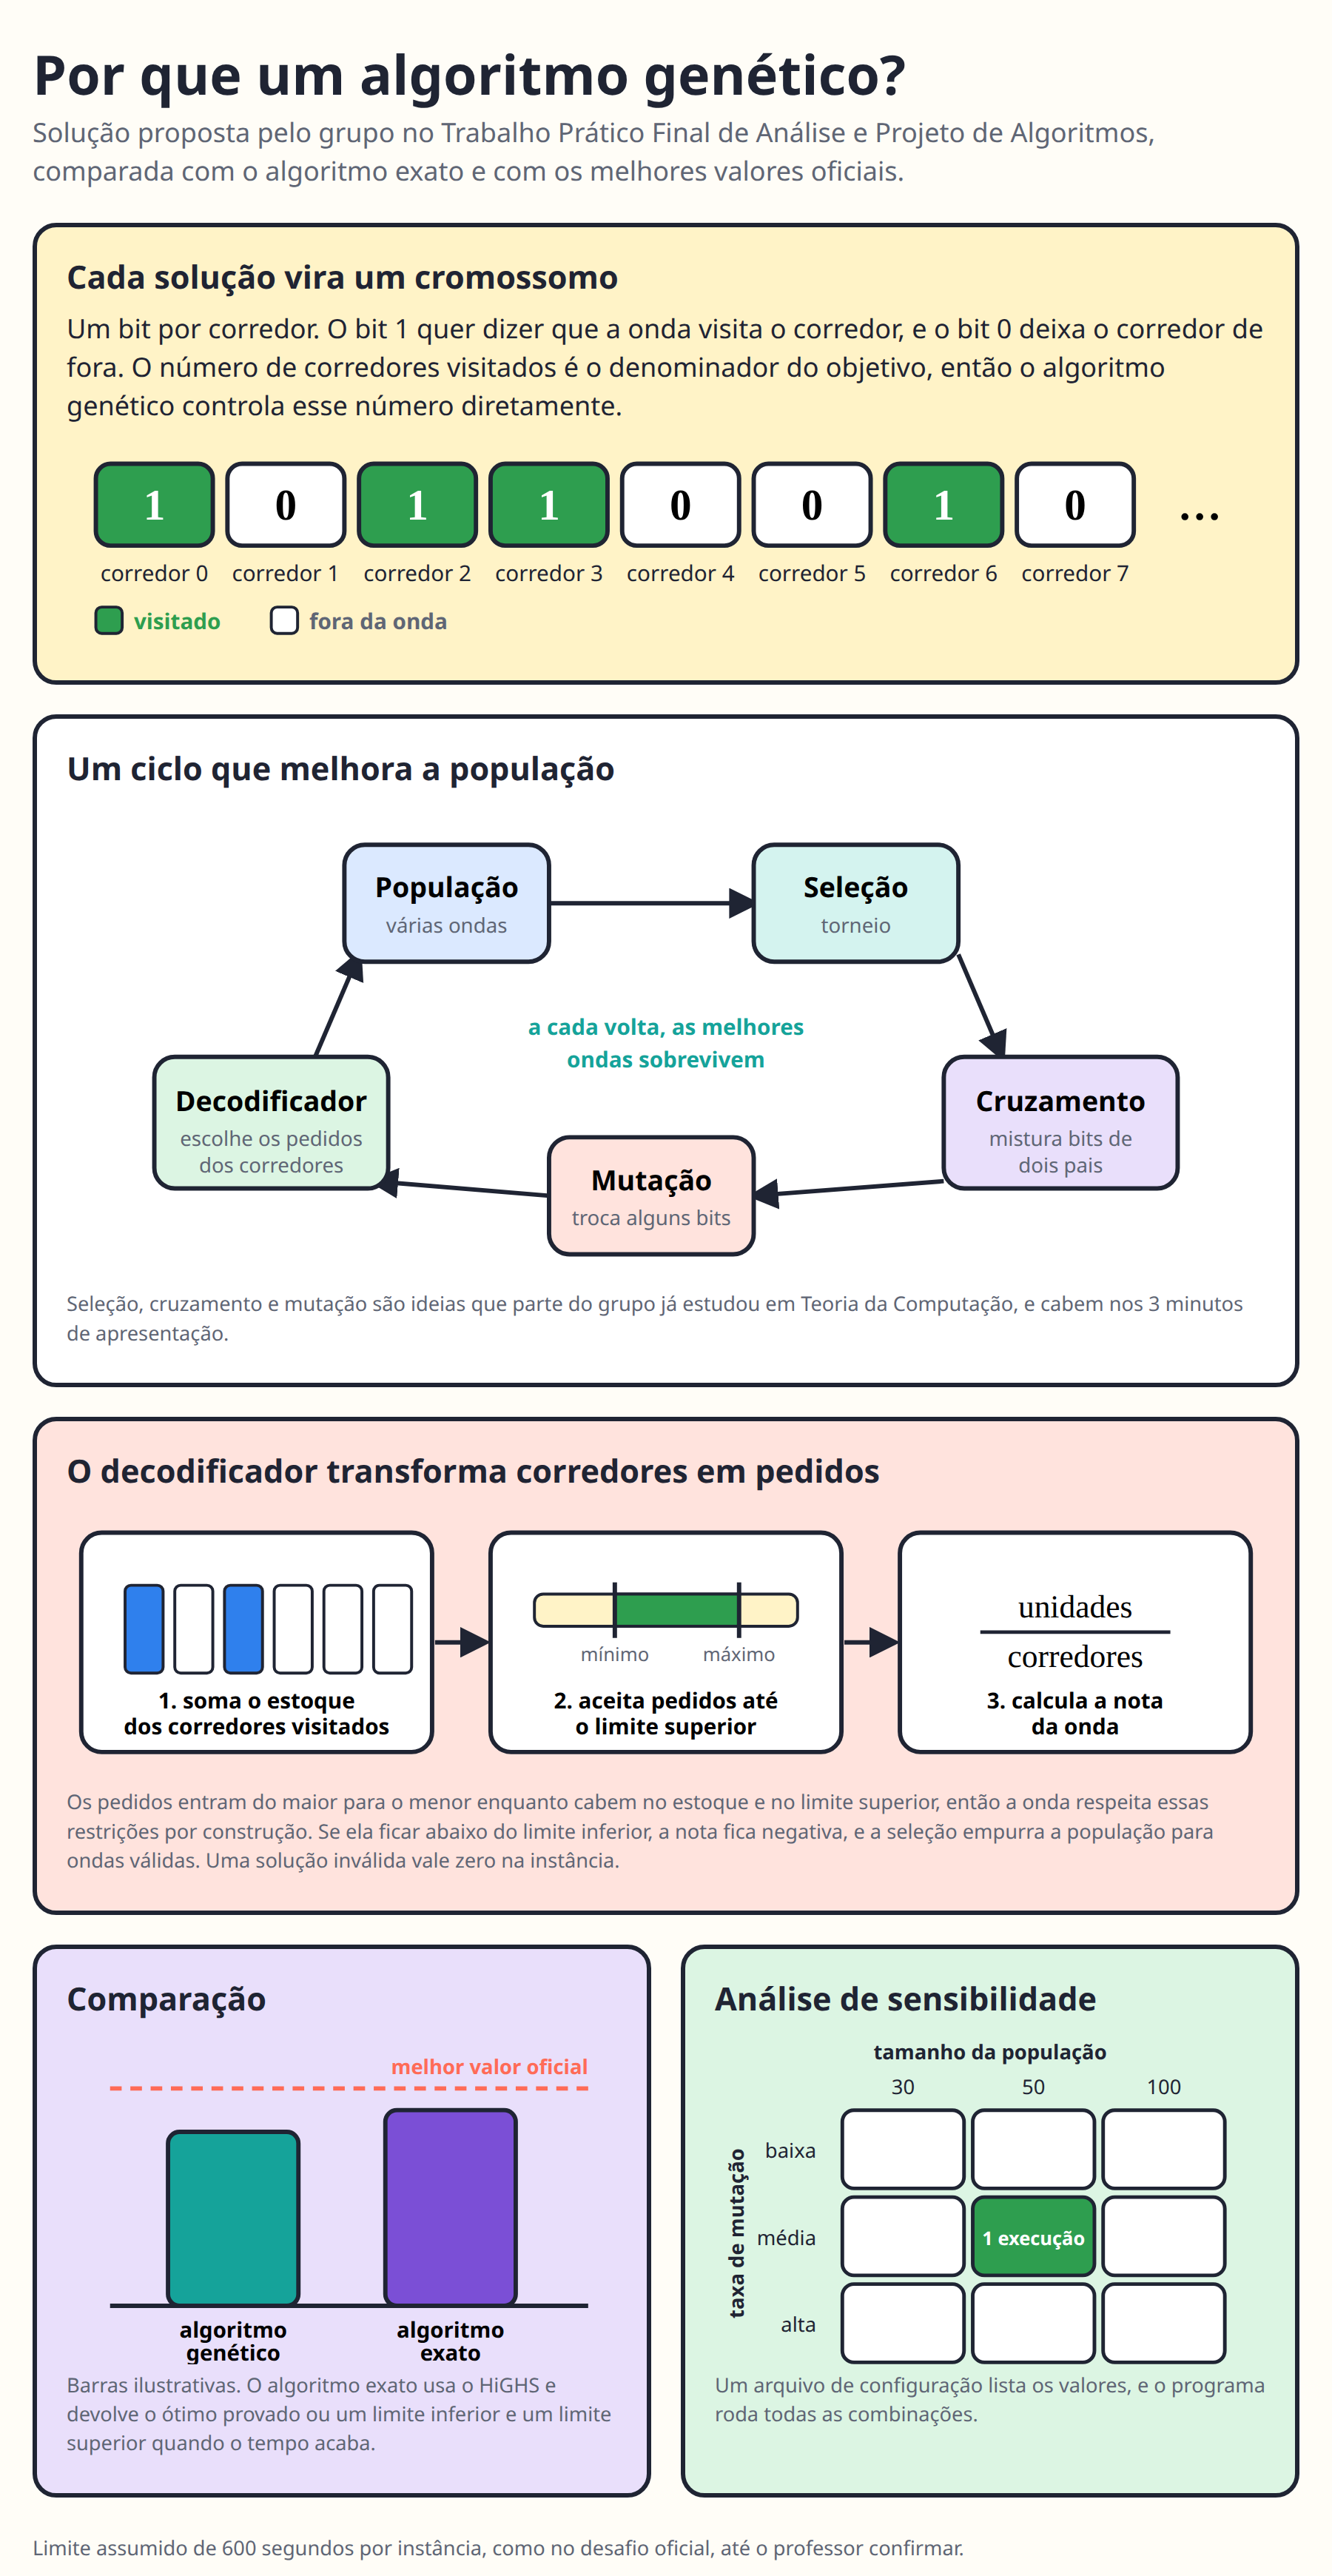 Por que um algoritmo genético?
Solução proposta pelo grupo no Trabalho Prático Final de Análise e Projeto de Algoritmos,
comparada com o algoritmo exato e com os melhores valores oficiais.
Cada solução vira um cromossomo
Um bit por corredor. O bit 1 quer dizer que a onda visita o corredor, e o bit 0 deixa o corredor de
fora. O número de corredores visitados é o denominador do objetivo, então o algoritmo
genético controla esse número diretamente.
1 0 1 1 0 0 1 0 ...
corredor 0 corredor 1 corredor 2 corredor 3 corredor 4 corredor 5 corredor 6 corredor 7
visitado fora da onda
Um ciclo que melhora a população
População Seleção
várias ondas torneio
a cada volta, as melhores
ondas sobrevivem
Decodificador Cruzamento
escolhe os pedidos mistura bits de
dos corredores dois pais
Mutação
troca alguns bits
Seleção, cruzamento e mutação são ideias que parte do grupo já estudou em Teoria da Computação, e cabem nos 3 minutos
de apresentação.
O decodificador transforma corredores em pedidos
1. soma o estoque
dos corredores visitados
mínimo máximo
2. aceita pedidos até
o limite superior
unidades
corredores
3. calcula a nota
da onda
Os pedidos entram do maior para o menor enquanto cabem no estoque e no limite superior, então a onda respeita essas
restrições por construção. Se ela ficar abaixo do limite inferior, a nota fica negativa, e a seleção empurra a população para
ondas válidas. Uma solução inválida vale zero na instância.
Comparação
melhor valor oficial
algoritmo
genético
algoritmo
exato
Barras ilustrativas. O algoritmo exato usa o HiGHS e
devolve o ótimo provado ou um limite inferior e um limite
superior quando o tempo acaba.
Análise de sensibilidade
tamanho da população
30 50 100
taxa de mutação
baixa
média
1 execução
alta
Um arquivo de configuração lista os valores, e o programa
roda todas as combinações.
Limite assumido de 600 segundos por instância, como no desafio oficial, até o professor confirmar.